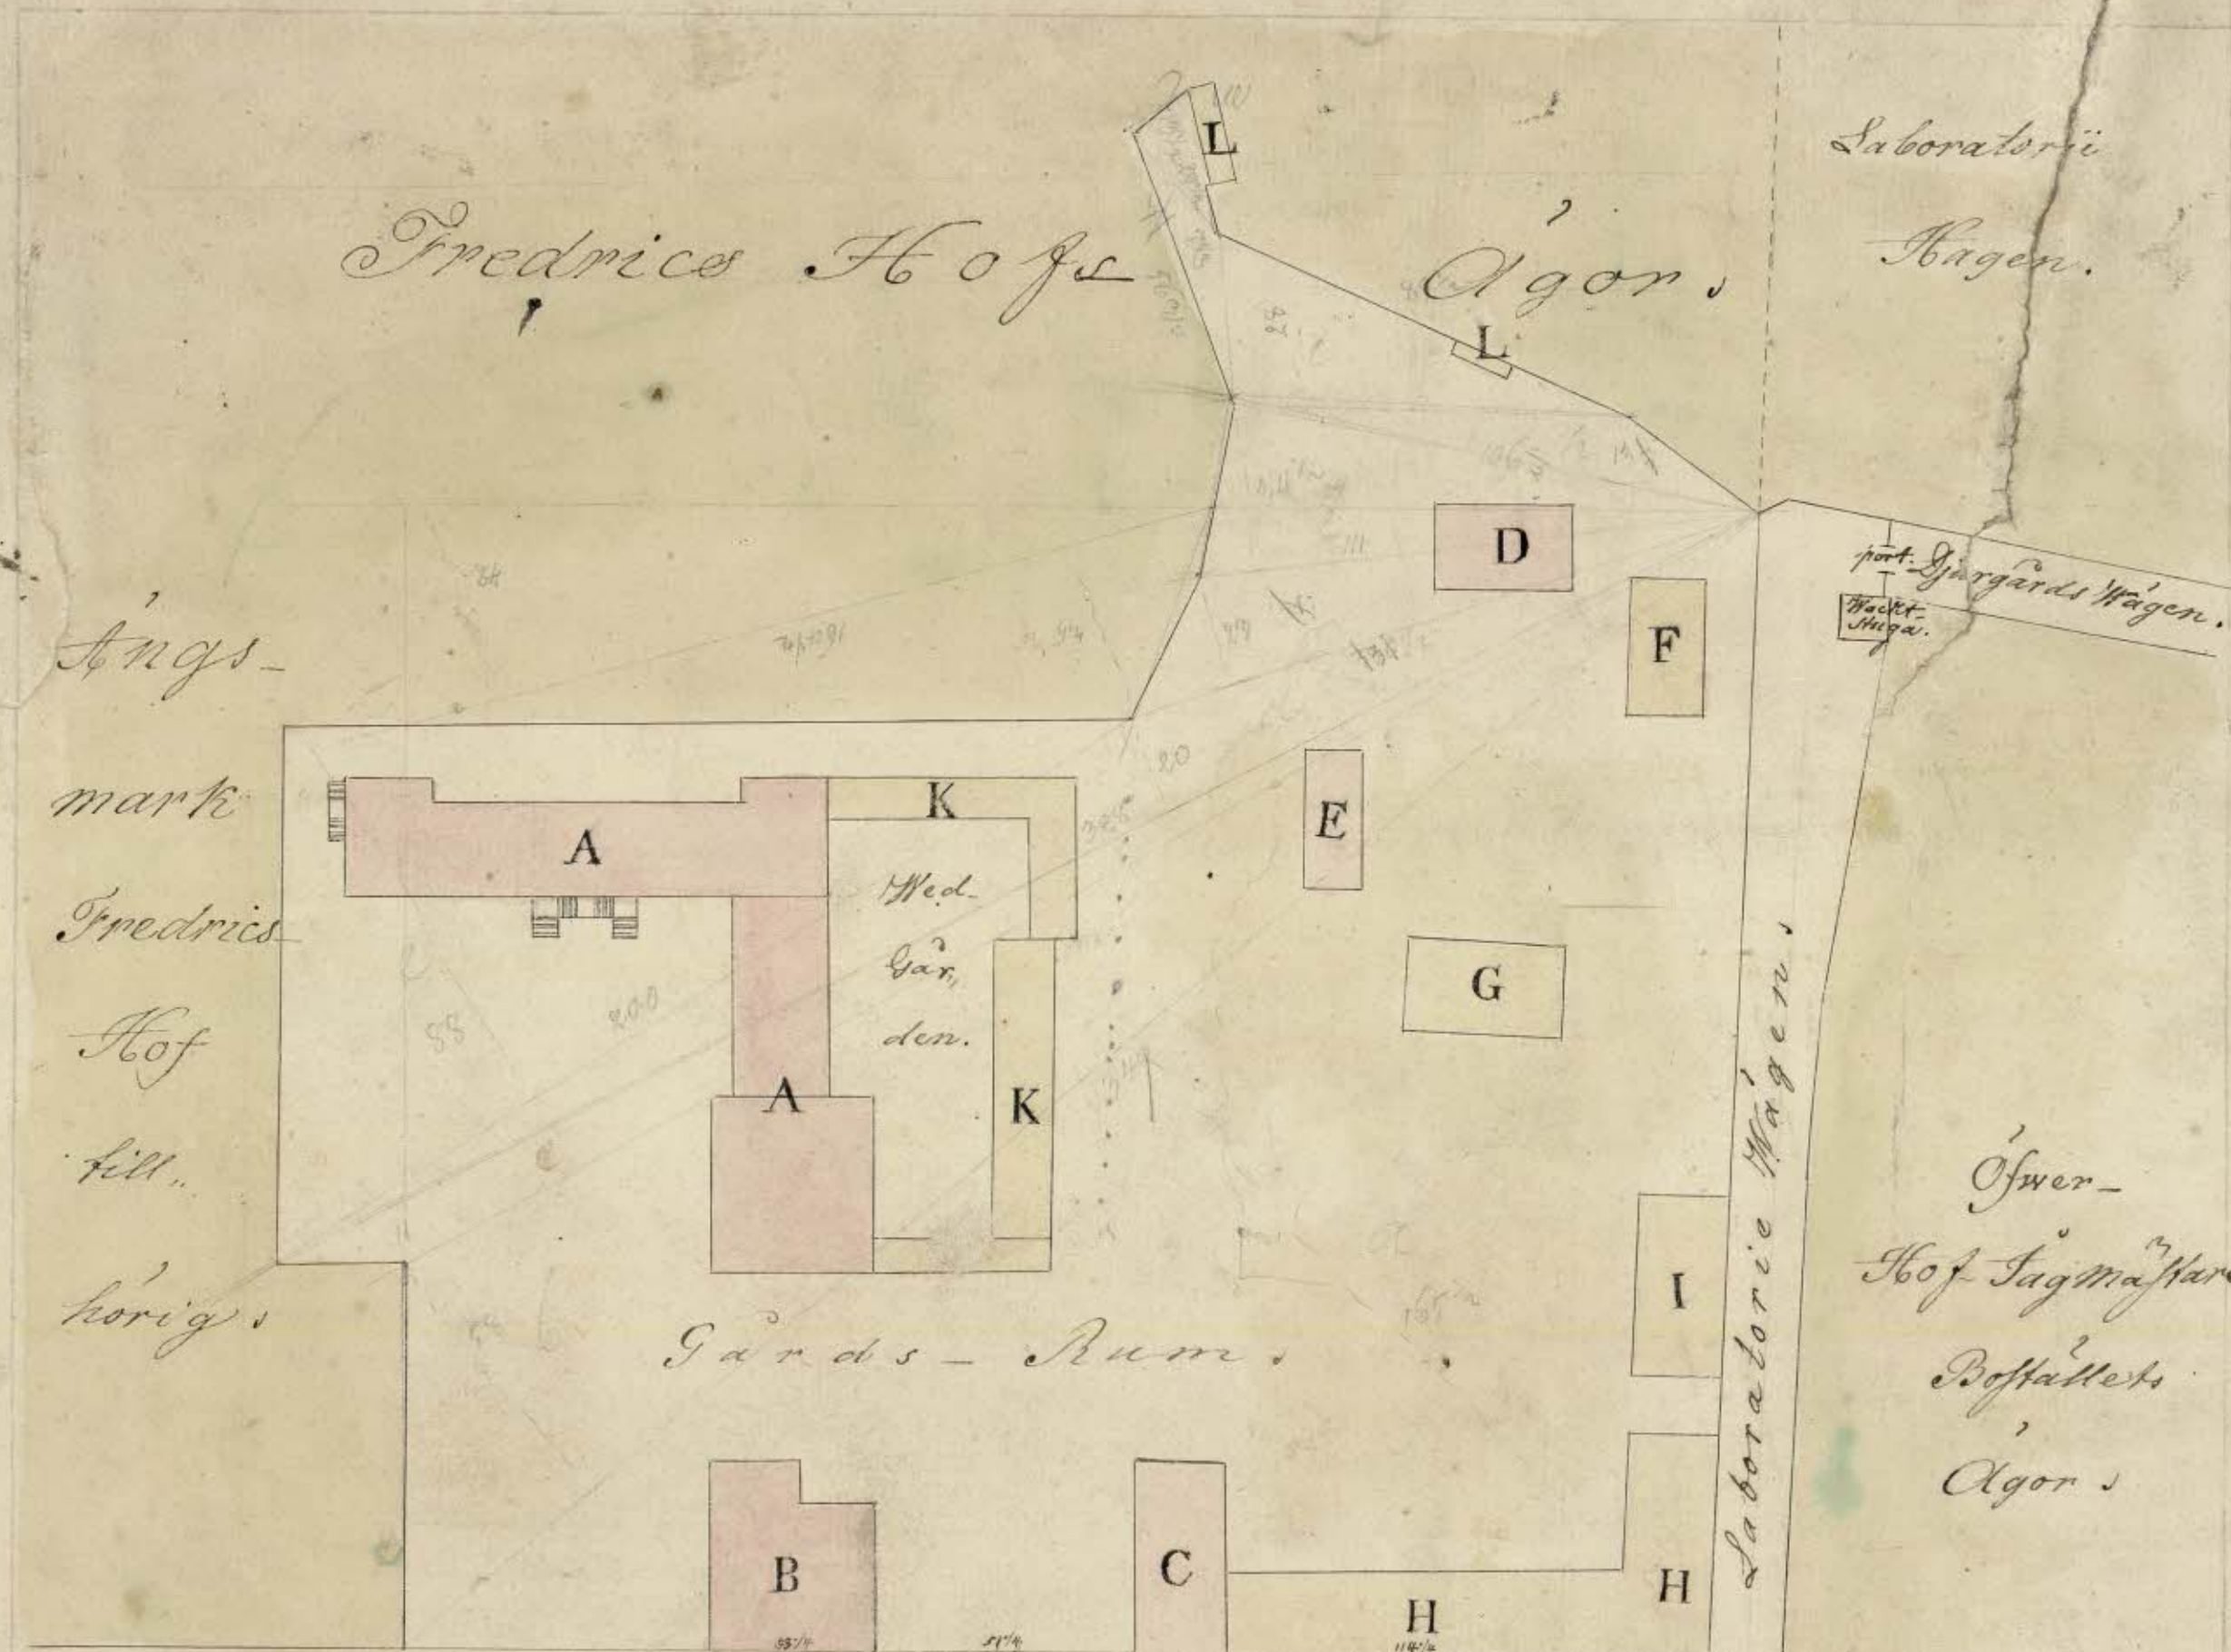 Fredrics Hofs Ägor.
Laboratorii
Hagen.
L
L
D
F
port.
Djurgårds Wägen.
Wackt
stuga.
Ängs-
mark
Fredrics
Hof
till„
hörig.
A
K
E
Wed-
Går„
den.
G
A
K
I
Laboratorie Wägen.
Öfwer-
Hof-Jägmästare
Boställets
Ägor.
Gårds-Rum.
B
C
H
H